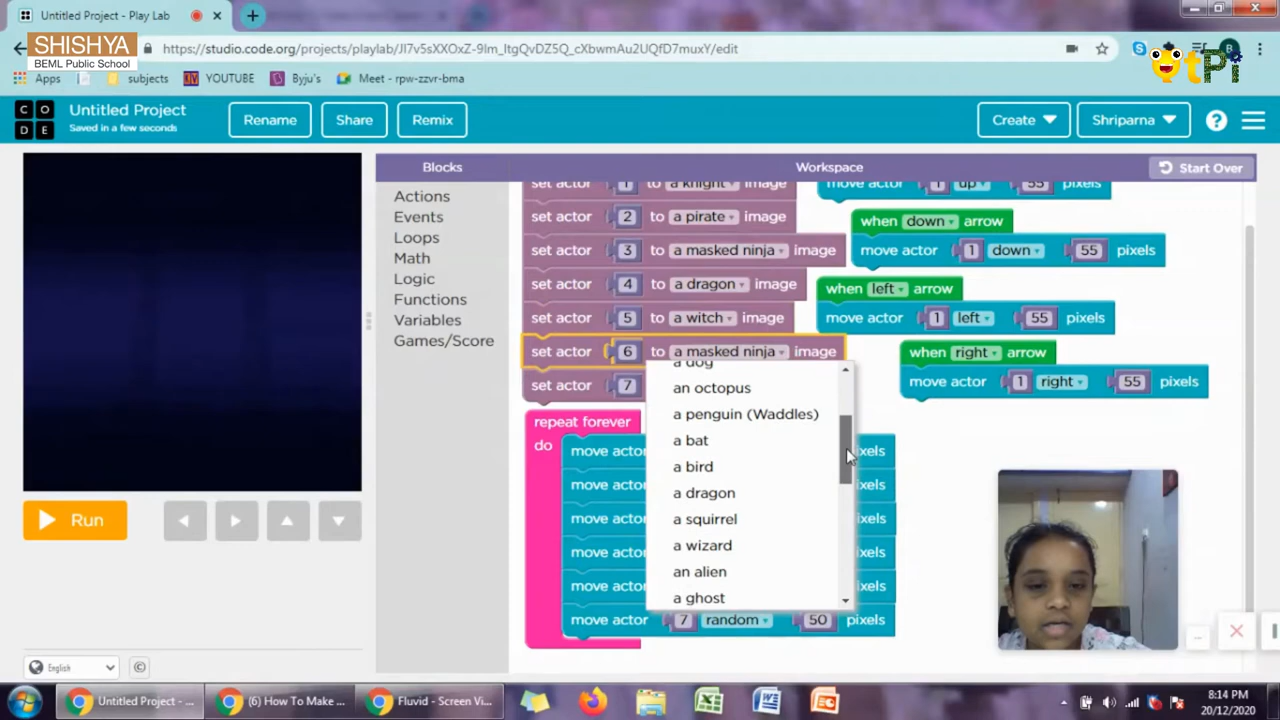 Untitled Project - Play Lab
SHISHYA
BEML Public School
https://studio.code.org/projects/playlab/
edit
Apps
subjects
YOUTUBE
Byju's
Meet - rpw-zzvr-bma
tPi
C O
D E
Untitled Project
Saved in a few seconds
Rename
Share
Remix
Create
Shriparna
?
Blocks
Workspace
Start Over
Actions
Events
Loops
Math
Logic
Functions
Variables
Games/Score
set actor 1 to a knight image
set actor 2 to a pirate image
set actor 3 to a masked ninja image
set actor 4 to a dragon image
set actor 5 to a witch image
set actor 6 to a masked ninja image
set actor 7
a dog
an octopus
a penguin (Waddles)
a bat
a bird
a dragon
a squirrel
a wizard
an alien
a ghost
repeat forever
do
move actor
move actor
move actor
move actor
move actor
move actor 7 random 50 pixels
move actor 1 up 55 pixels
when down arrow
move actor 1 down 55 pixels
when left arrow
move actor 1 left 55 pixels
when right arrow
move actor 1 right 55 pixels
Run
English
Untitled Project - ...
(6) How To Make ...
Fluvid - Screen Vi...
8:14 PM
20/12/2020